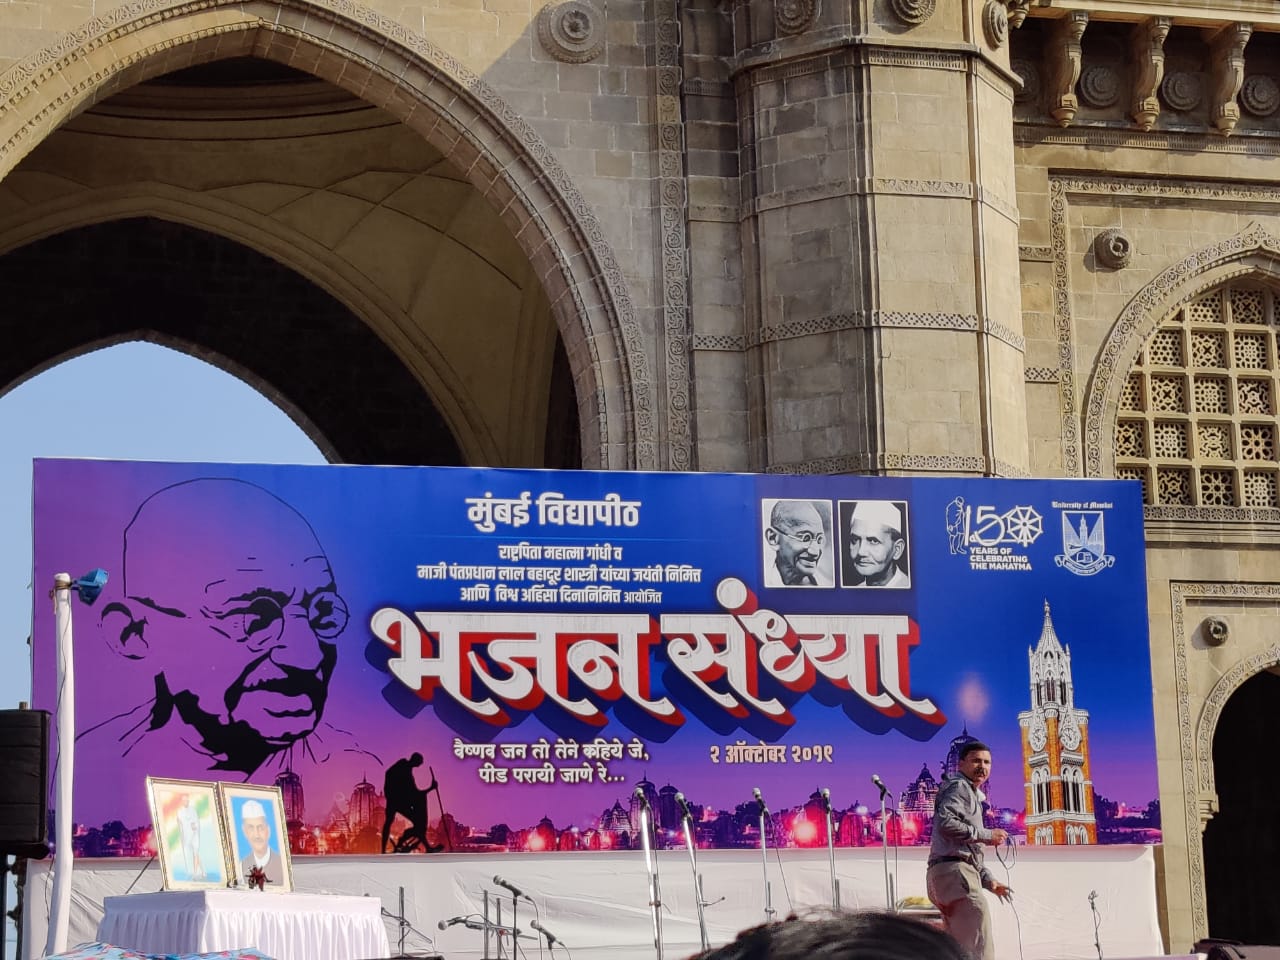 मुंबई विद्यापीठ
राष्ट्रपिता महात्मा गांधी व
माजी पंतप्रधान लाल बहादूर शास्त्री यांच्या जयंती निमित्त
आणि विश्व अहिंसा दिनानिमित्त आयोजित
भजन संध्या
वैष्णव जन तो तेने कहिये जे,
पीड परायी जाणे रे...
२ ऑक्टोबर २०१९
150
YEARS OF
CELEBRATING
THE MAHATMA
University of Mumbai